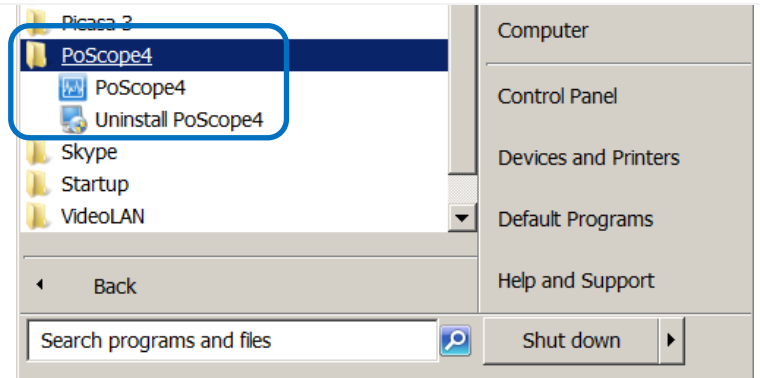 Picasa 3
PoScope4
PoScope4
Uninstall PoScope4
Skype
Startup
VideoLAN
Back
Search programs and files
Computer
Control Panel
Devices and Printers
Default Programs
Help and Support
Shut down